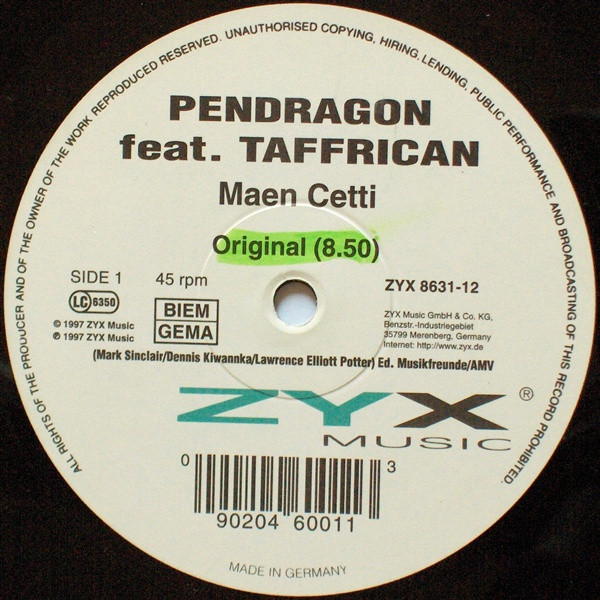 ALL RIGHTS OF THE PRODUCER AND OF THE OWNER OF THE WORK REPRODUCED RESERVED. UNAUTHORISED COPYING, HIRING, LENDING, PUBLIC PERFORMANCE AND BROADCASTING OF THIS RECORD PROHIBITED.
PENDRAGON
feat. TAFFRICAN
Maen Cetti
Original (8.50)
SIDE 1 45 rpm ZYX 8631-12
LC 6350
BIEM
GEMA
℗ 1997 ZYX Music
© 1997 ZYX Music
ZYX Music GmbH & Co. KG,
Benzstr.-Industriegebiet
35799 Merenberg, Germany
Internet: http://www.zyx.de
(Mark Sinclair/Dennis Kiwannka/Lawrence Elliott Potter) Ed. Musikfreunde/AMV
ZYX ®
MUSIC
0 90204 60011 3
MADE IN GERMANY